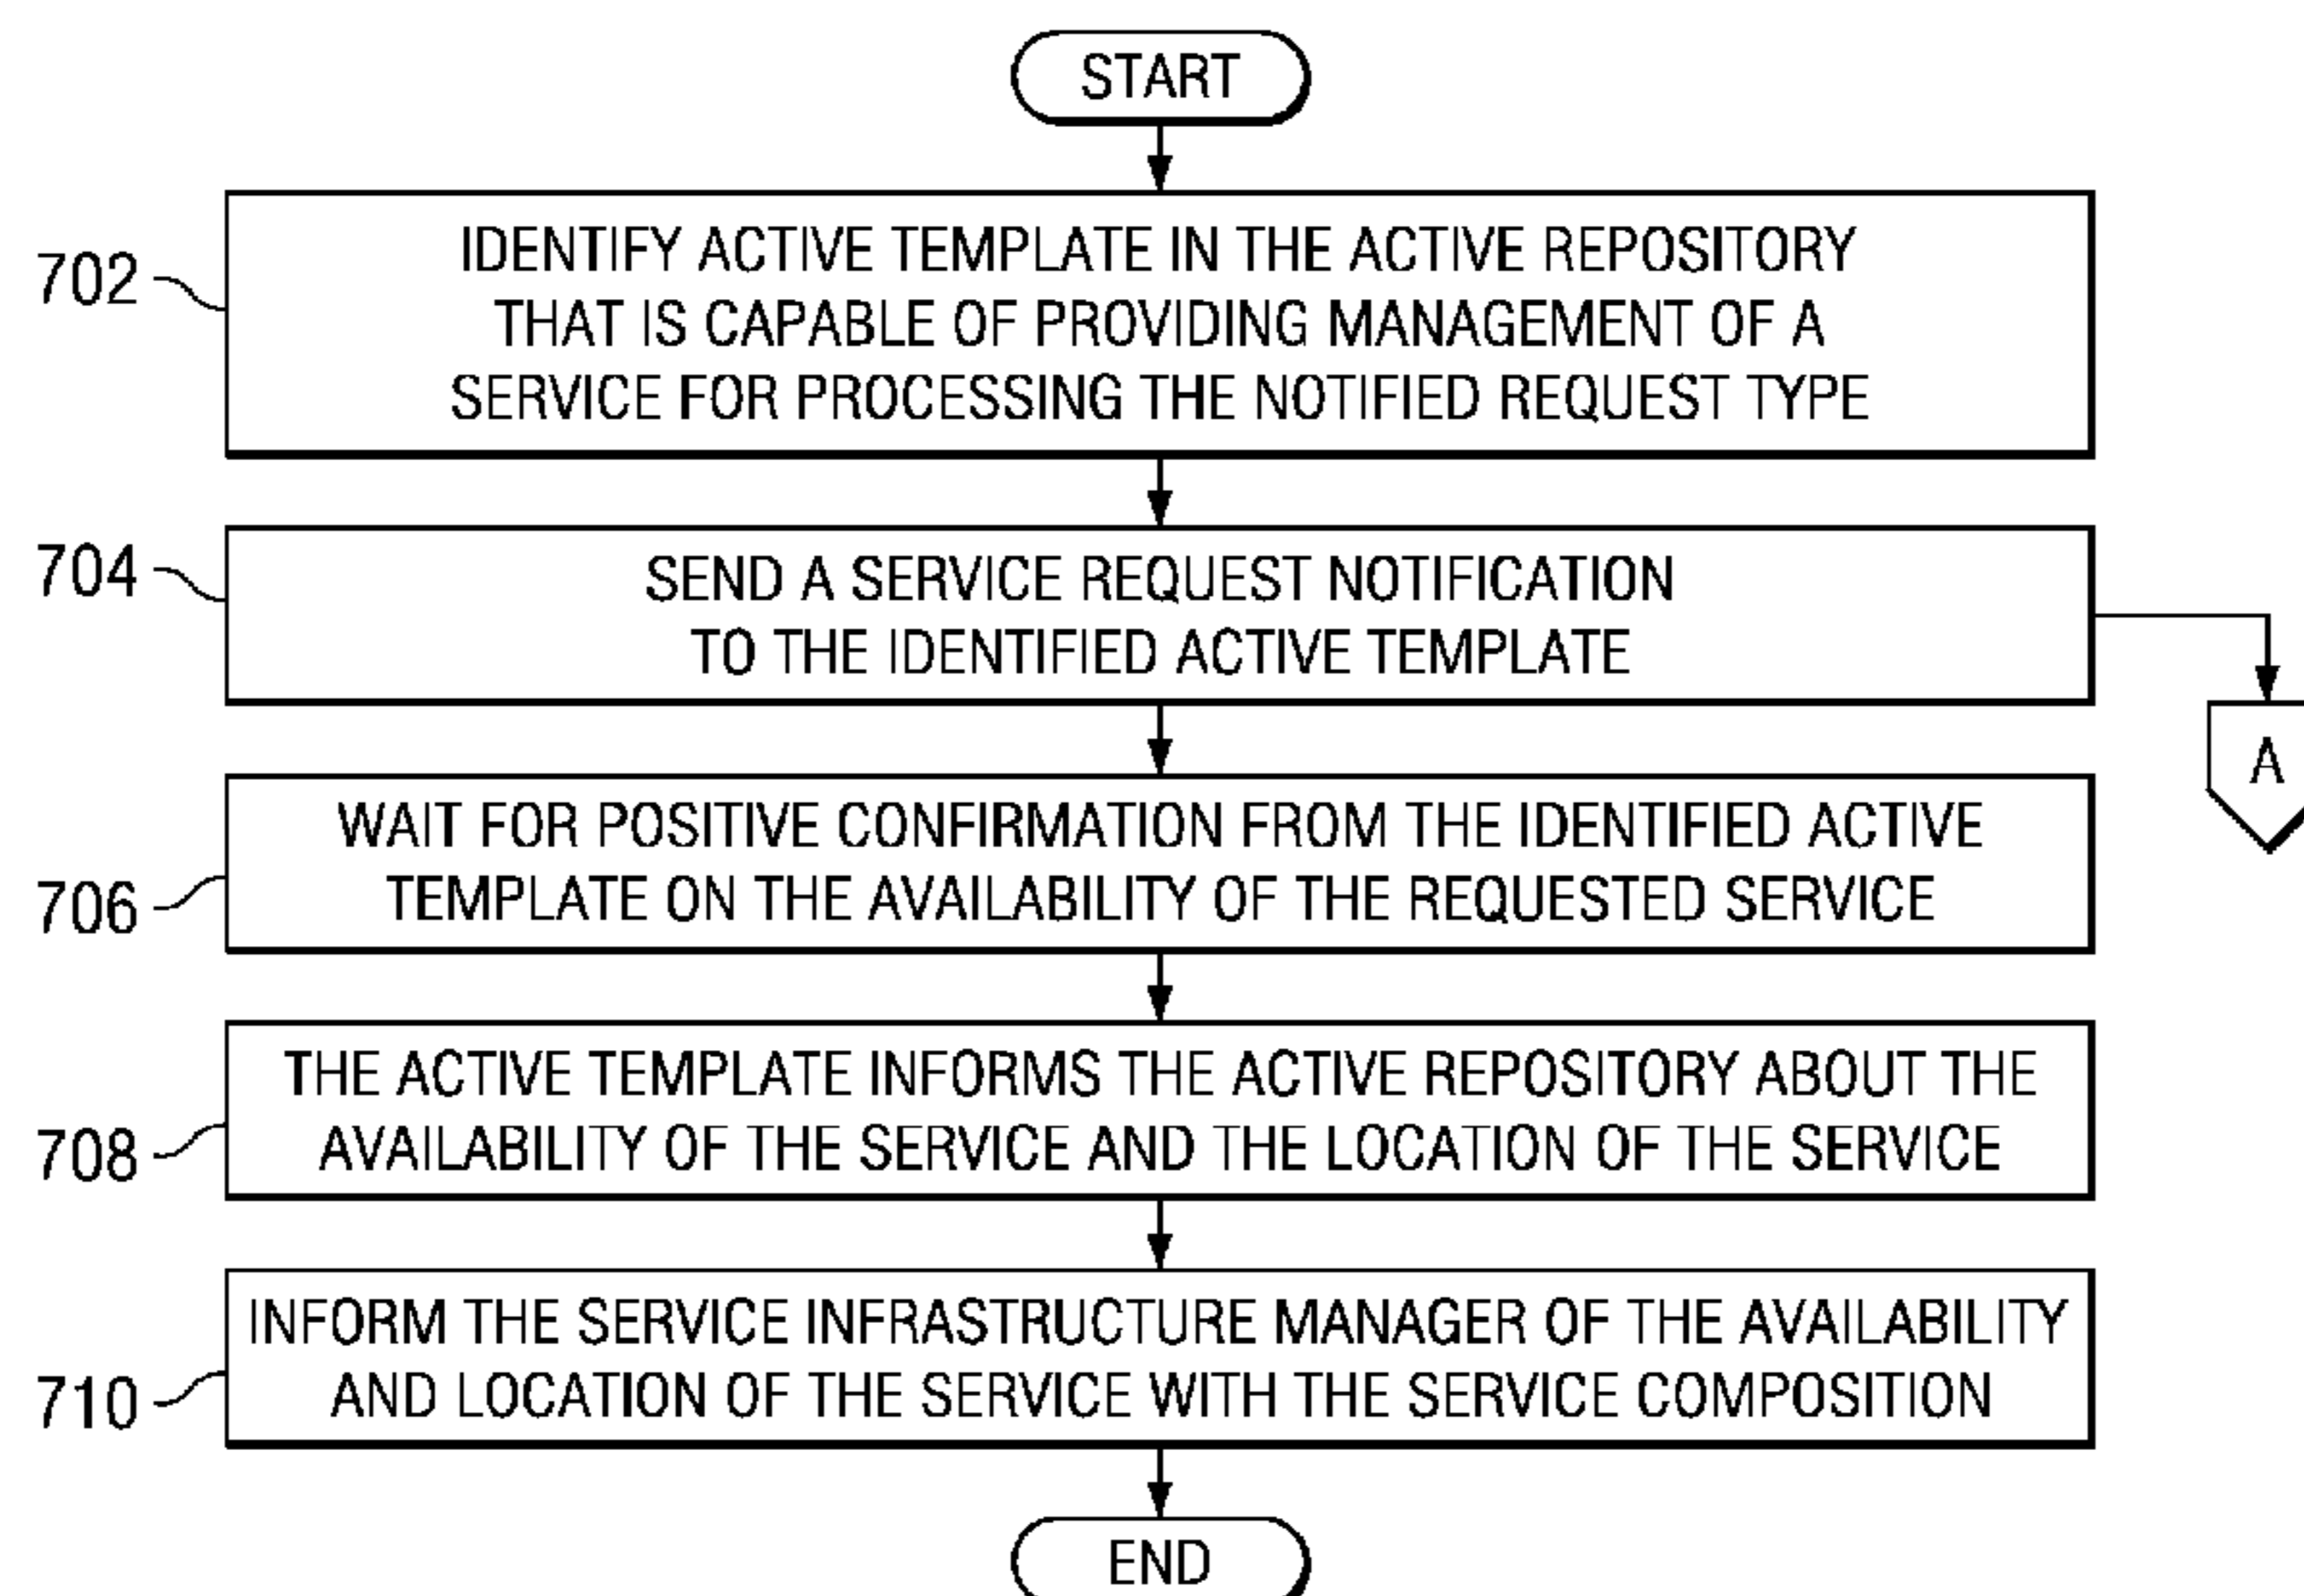 START
702
IDENTIFY ACTIVE TEMPLATE IN THE ACTIVE REPOSITORY
THAT IS CAPABLE OF PROVIDING MANAGEMENT OF A
SERVICE FOR PROCESSING THE NOTIFIED REQUEST TYPE
704
SEND A SERVICE REQUEST NOTIFICATION
TO THE IDENTIFIED ACTIVE TEMPLATE
A
706
WAIT FOR POSITIVE CONFIRMATION FROM THE IDENTIFIED ACTIVE
TEMPLATE ON THE AVAILABILITY OF THE REQUESTED SERVICE
708
THE ACTIVE TEMPLATE INFORMS THE ACTIVE REPOSITORY ABOUT THE
AVAILABILITY OF THE SERVICE AND THE LOCATION OF THE SERVICE
710
INFORM THE SERVICE INFRASTRUCTURE MANAGER OF THE AVAILABILITY
AND LOCATION OF THE SERVICE WITH THE SERVICE COMPOSITION
END